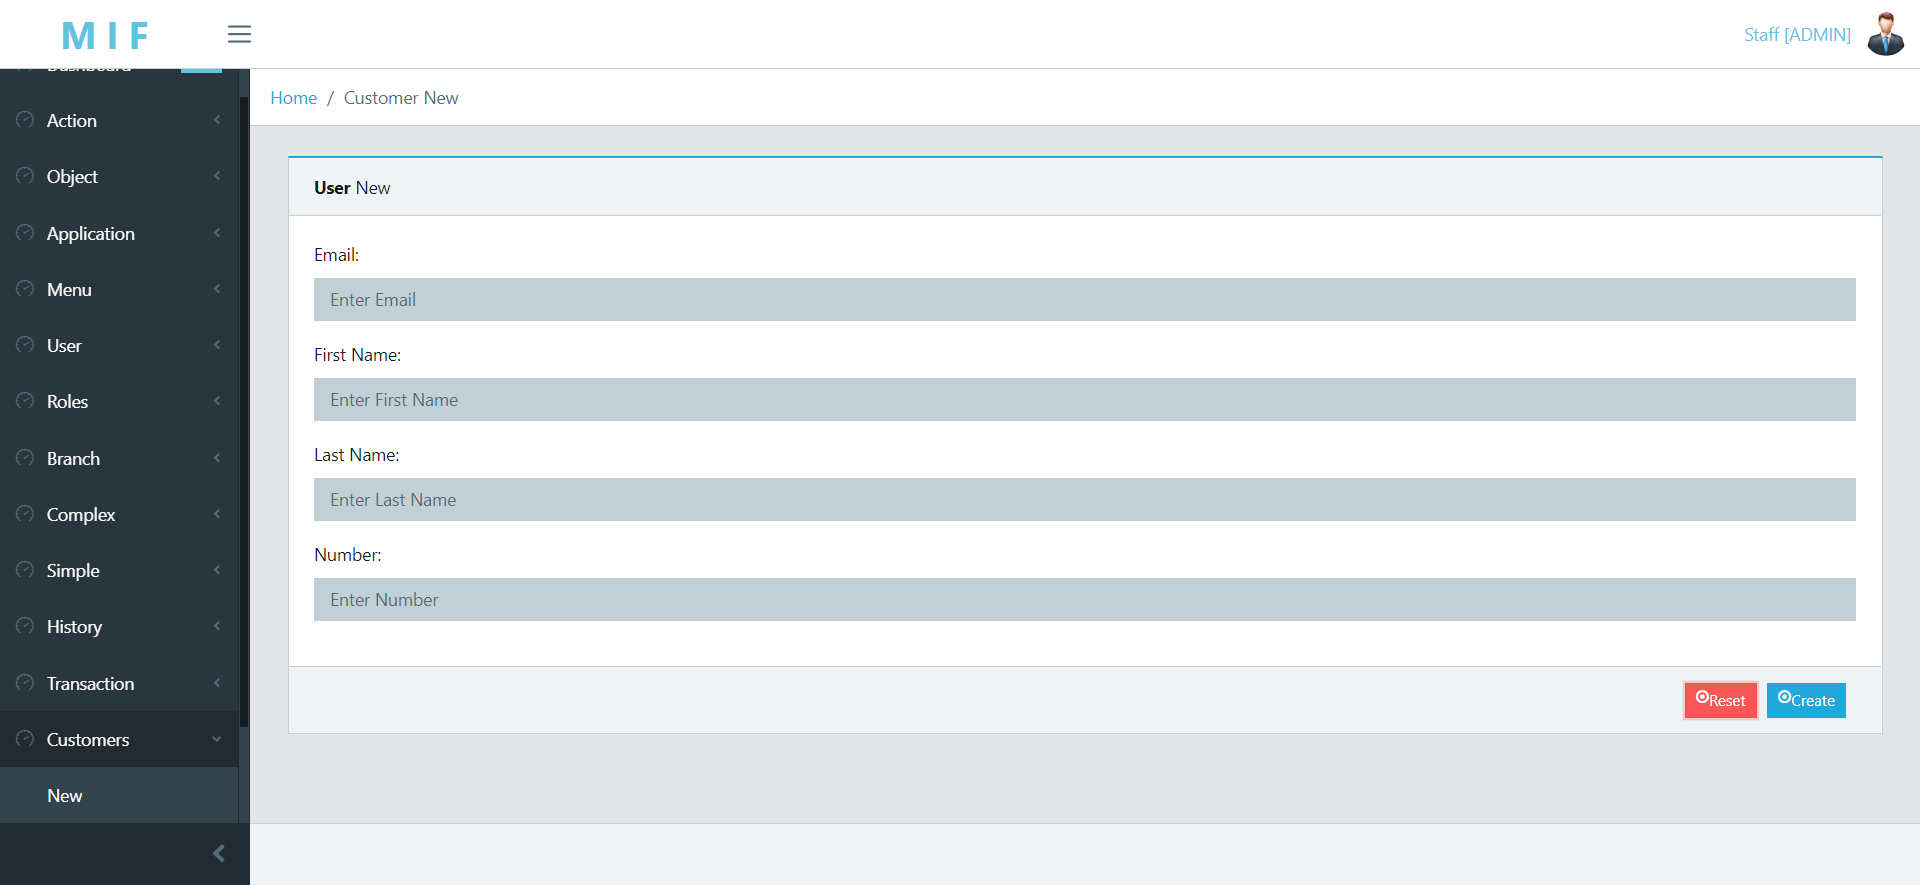 M I F
Staff [ADMIN]
Dashboard
Action
Object
Application
Menu
User
Roles
Branch
Complex
Simple
History
Transaction
Customers
New
Home / Customer New
User New
Email:
Enter Email
First Name:
Enter First Name
Last Name:
Enter Last Name
Number:
Enter Number
Reset
Create